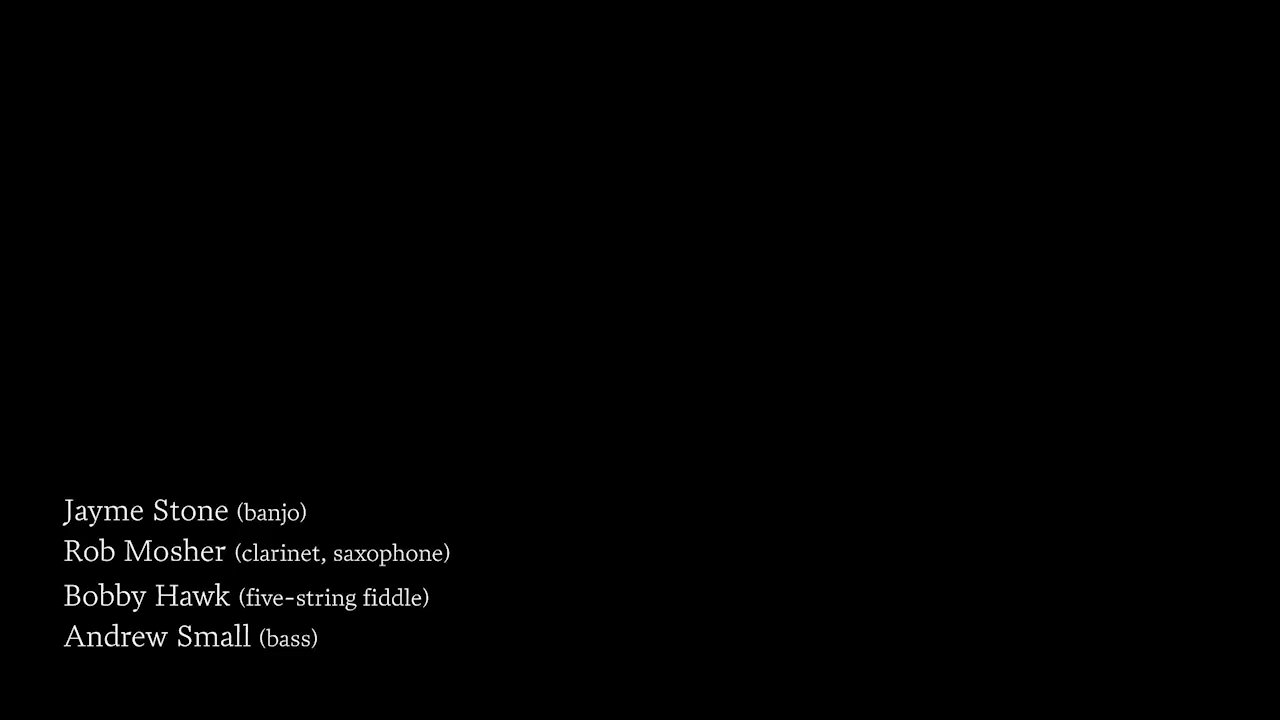 Jayme Stone (banjo)
Rob Mosher (clarinet, saxophone)
Bobby Hawk (five-string fiddle)
Andrew Small (bass)